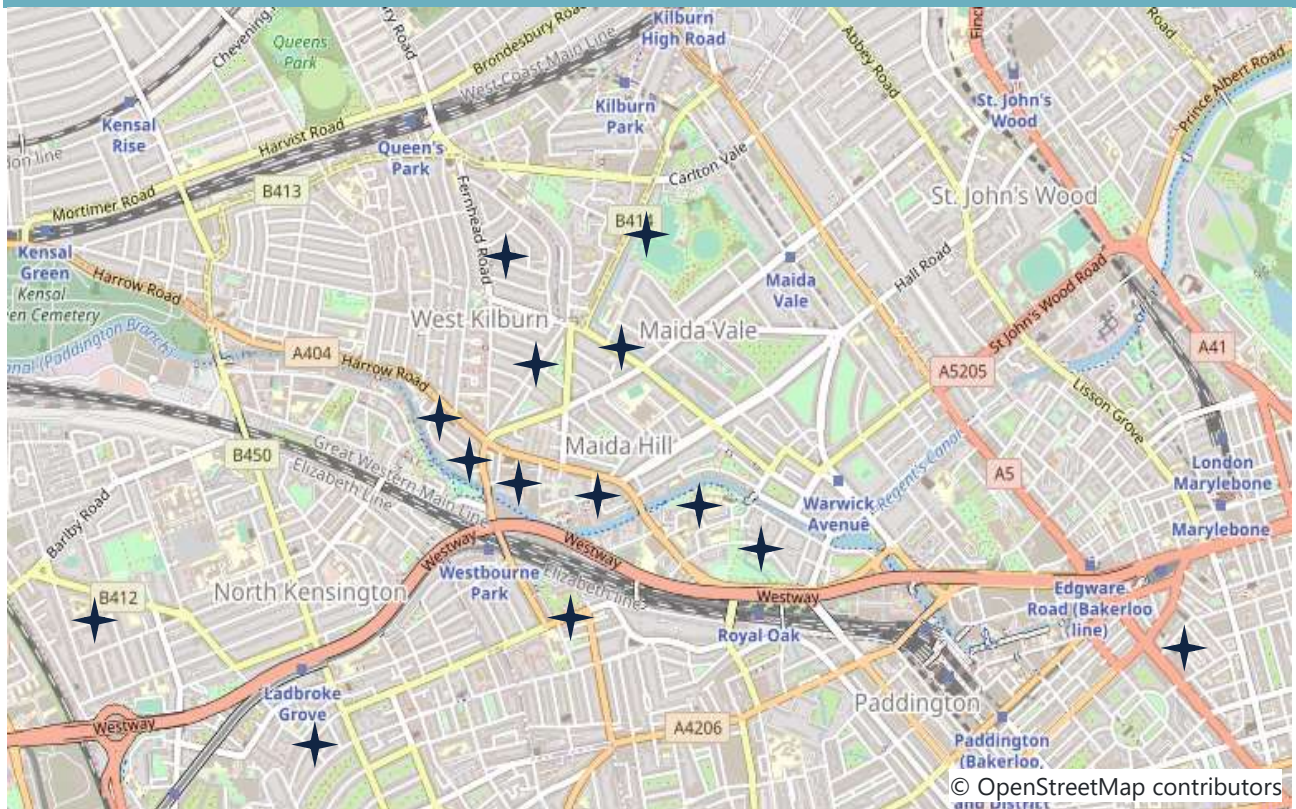 Kilburn
High Road
Chevening
Queens
Park
Road
Brondesbury Road
West Coast Main Line
Abbey Road
Road
Prince Albert Road
Kensal
Rise
Kilburn
Park
St. John's
Wood
Harvist Road
Queen's
Park
Carlton Vale
B413
Mortimer Road
Fernhead Road
St. John's Wood
B414
Kensal
Green
Harrow Road
Kensal
Maida
Vale
Hall Road
St John's Wood Road
West Kilburn
Maida Vale
(Paddington Branch)
A404
Harrow Road
A41
A5205
Lisson Grove
Maida Hill
Great Western Main Line
Elizabeth Line
B450
A5
London
Marylebone
Barlby Road
Warwick
Avenue
Regent's Canal
Marylebone
Westway
Westway
Westbourne
Park
Elizabeth Line
Westway
Edgware
Road (Bakerloo
line)
B412
North Kensington
Royal Oak
Ladbroke
Grove
Paddington
Westway
A4206
Paddington
(Bakerloo,
© OpenStreetMap contributors